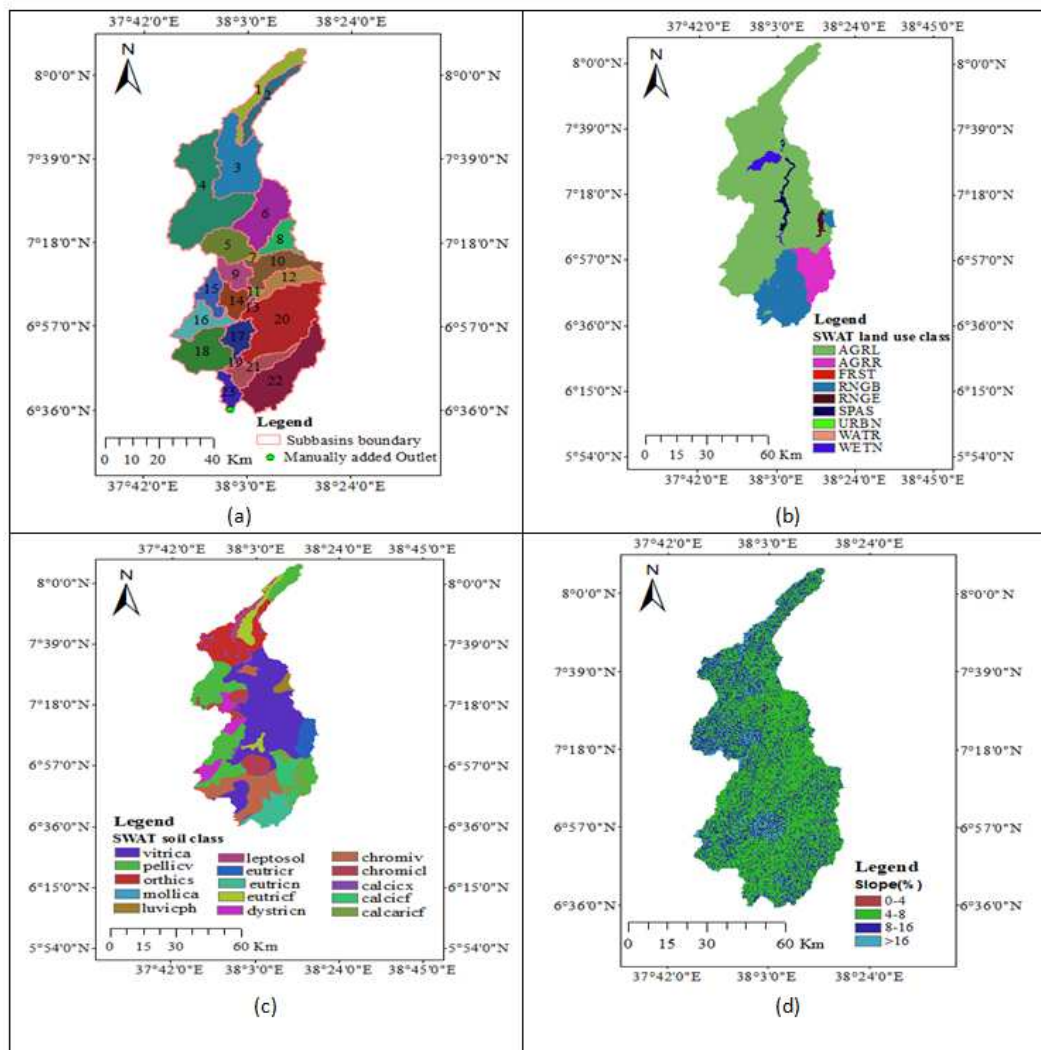 37°42'0"E 38°3'0"E 38°24'0"E
N
8°0'0"N 8°0'0"N
7°39'0"N 7°39'0"N
7°18'0"N 7°18'0"N
6°57'0"N 6°57'0"N
6°36'0"N 6°36'0"N
1
2
3
4
6
5
8
7
10
9
12
15
11
14
13
16
20
17
18
19
21
22
23
Legend
Subbasins boundary
Manually added Outlet
0 10 20 40 Km
37°42'0"E 38°3'0"E 38°24'0"E
(a)
37°42'0"E 38°3'0"E 38°24'0"E 38°45'0"E
N
8°0'0"N 8°0'0"N
7°39'0"N 7°39'0"N
7°18'0"N 7°18'0"N
6°57'0"N 6°57'0"N
6°36'0"N 6°36'0"N
6°15'0"N 6°15'0"N
5°54'0"N 5°54'0"N
Legend
SWAT land use class
AGRL
AGRR
FRST
RNGB
RNGE
SPAS
URBN
WATR
WETN
0 15 30 60 Km
37°42'0"E 38°3'0"E 38°24'0"E 38°45'0"E
(b)
37°42'0"E 38°3'0"E 38°24'0"E 38°45'0"E
N
8°0'0"N 8°0'0"N
7°39'0"N 7°39'0"N
7°18'0"N 7°18'0"N
6°57'0"N 6°57'0"N
6°36'0"N 6°36'0"N
6°15'0"N 6°15'0"N
5°54'0"N 5°54'0"N
Legend
SWAT soil class
vitrica
pellicv
orthics
mollica
luvicph
leptosol
eutricr
eutricn
eutricf
dystricn
chromiv
chromicl
calcicx
calcicf
calcaricf
0 15 30 60 Km
37°42'0"E 38°3'0"E 38°24'0"E 38°45'0"E
(c)
37°42'0"E 38°3'0"E 38°24'0"E
N
8°0'0"N 8°0'0"N
7°39'0"N 7°39'0"N
7°18'0"N 7°18'0"N
6°57'0"N 6°57'0"N
6°36'0"N 6°36'0"N
Legend
Slope(%)
0-4
4-8
8-16
>16
0 15 30 60 Km
37°42'0"E 38°3'0"E 38°24'0"E
(d)